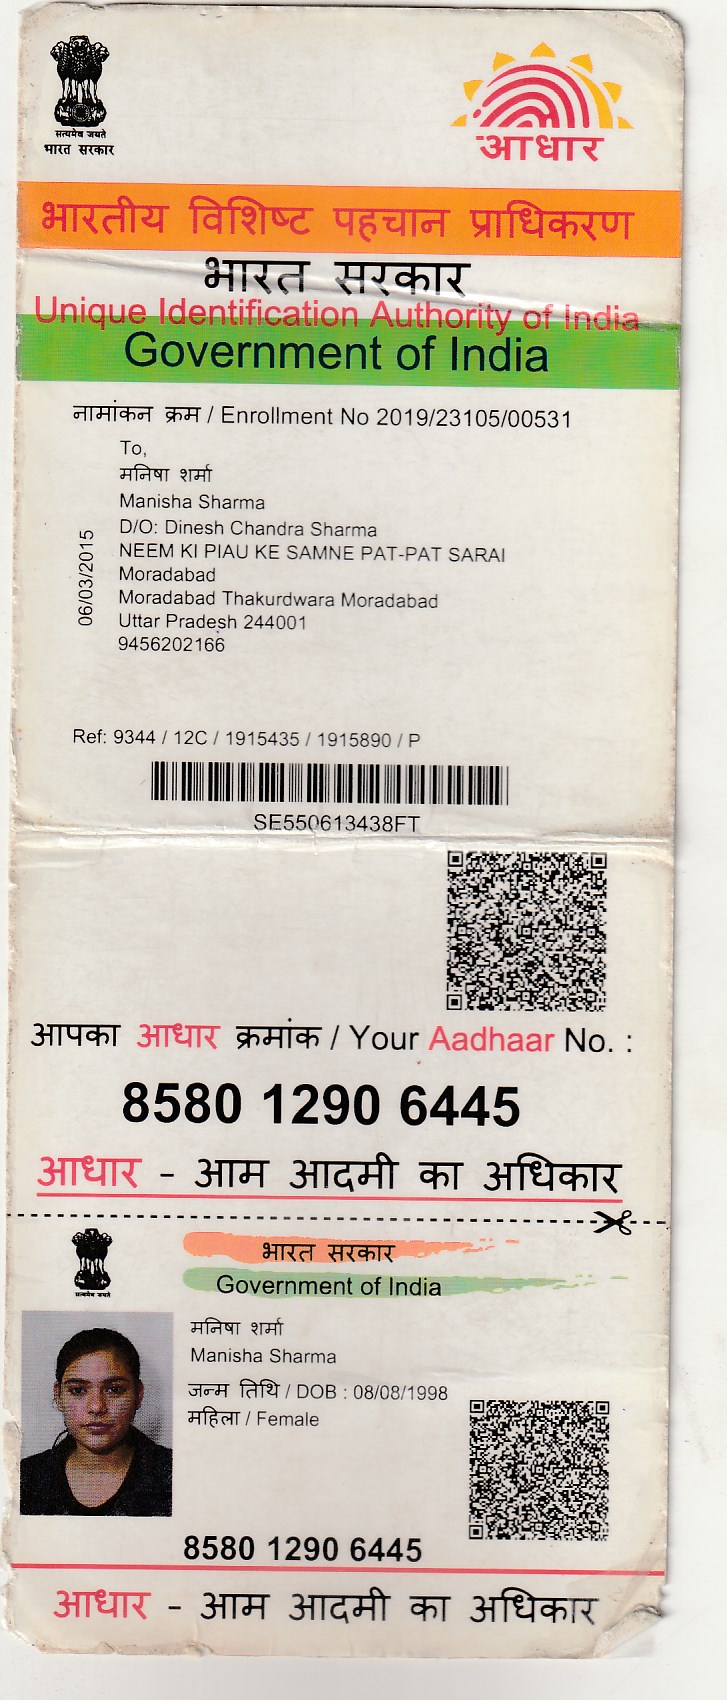 सत्यमेव जयते
भारत सरकार
आधार
भारतीय विशिष्ट पहचान प्राधिकरण
भारत सरकार
Unique Identification Authority of India
Government of India
नामांकन क्रम / Enrollment No 2019/23105/00531
To,
मनिषा शर्मा
Manisha Sharma
D/O: Dinesh Chandra Sharma
NEEM KI PIAU KE SAMNE PAT-PAT SARAI
Moradabad
Moradabad Thakurdwara Moradabad
Uttar Pradesh 244001
9456202166
06/03/2015
Ref: 9344 / 12C / 1915435 / 1915890 / P
SE550613438FT
आपका आधार क्रमांक / Your Aadhaar No. :
8580 1290 6445
आधार - आम आदमी का अधिकार
सत्यमेव जयते
भारत सरकार
Government of India
मनिषा शर्मा
Manisha Sharma
जन्म तिथि / DOB : 08/08/1998
महिला / Female
8580 1290 6445
आधार - आम आदमी का अधिकार